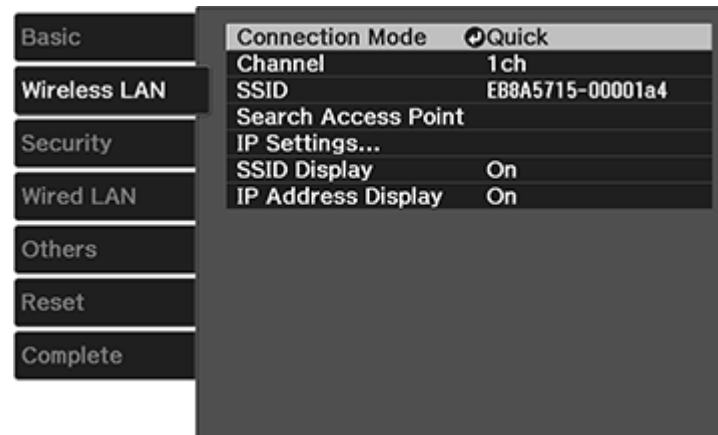 Basic
Wireless LAN
Security
Wired LAN
Others
Reset
Complete
Connection Mode Quick
Channel 1ch
SSID EB8A5715-00001a4
Search Access Point
IP Settings...
SSID Display On
IP Address Display On